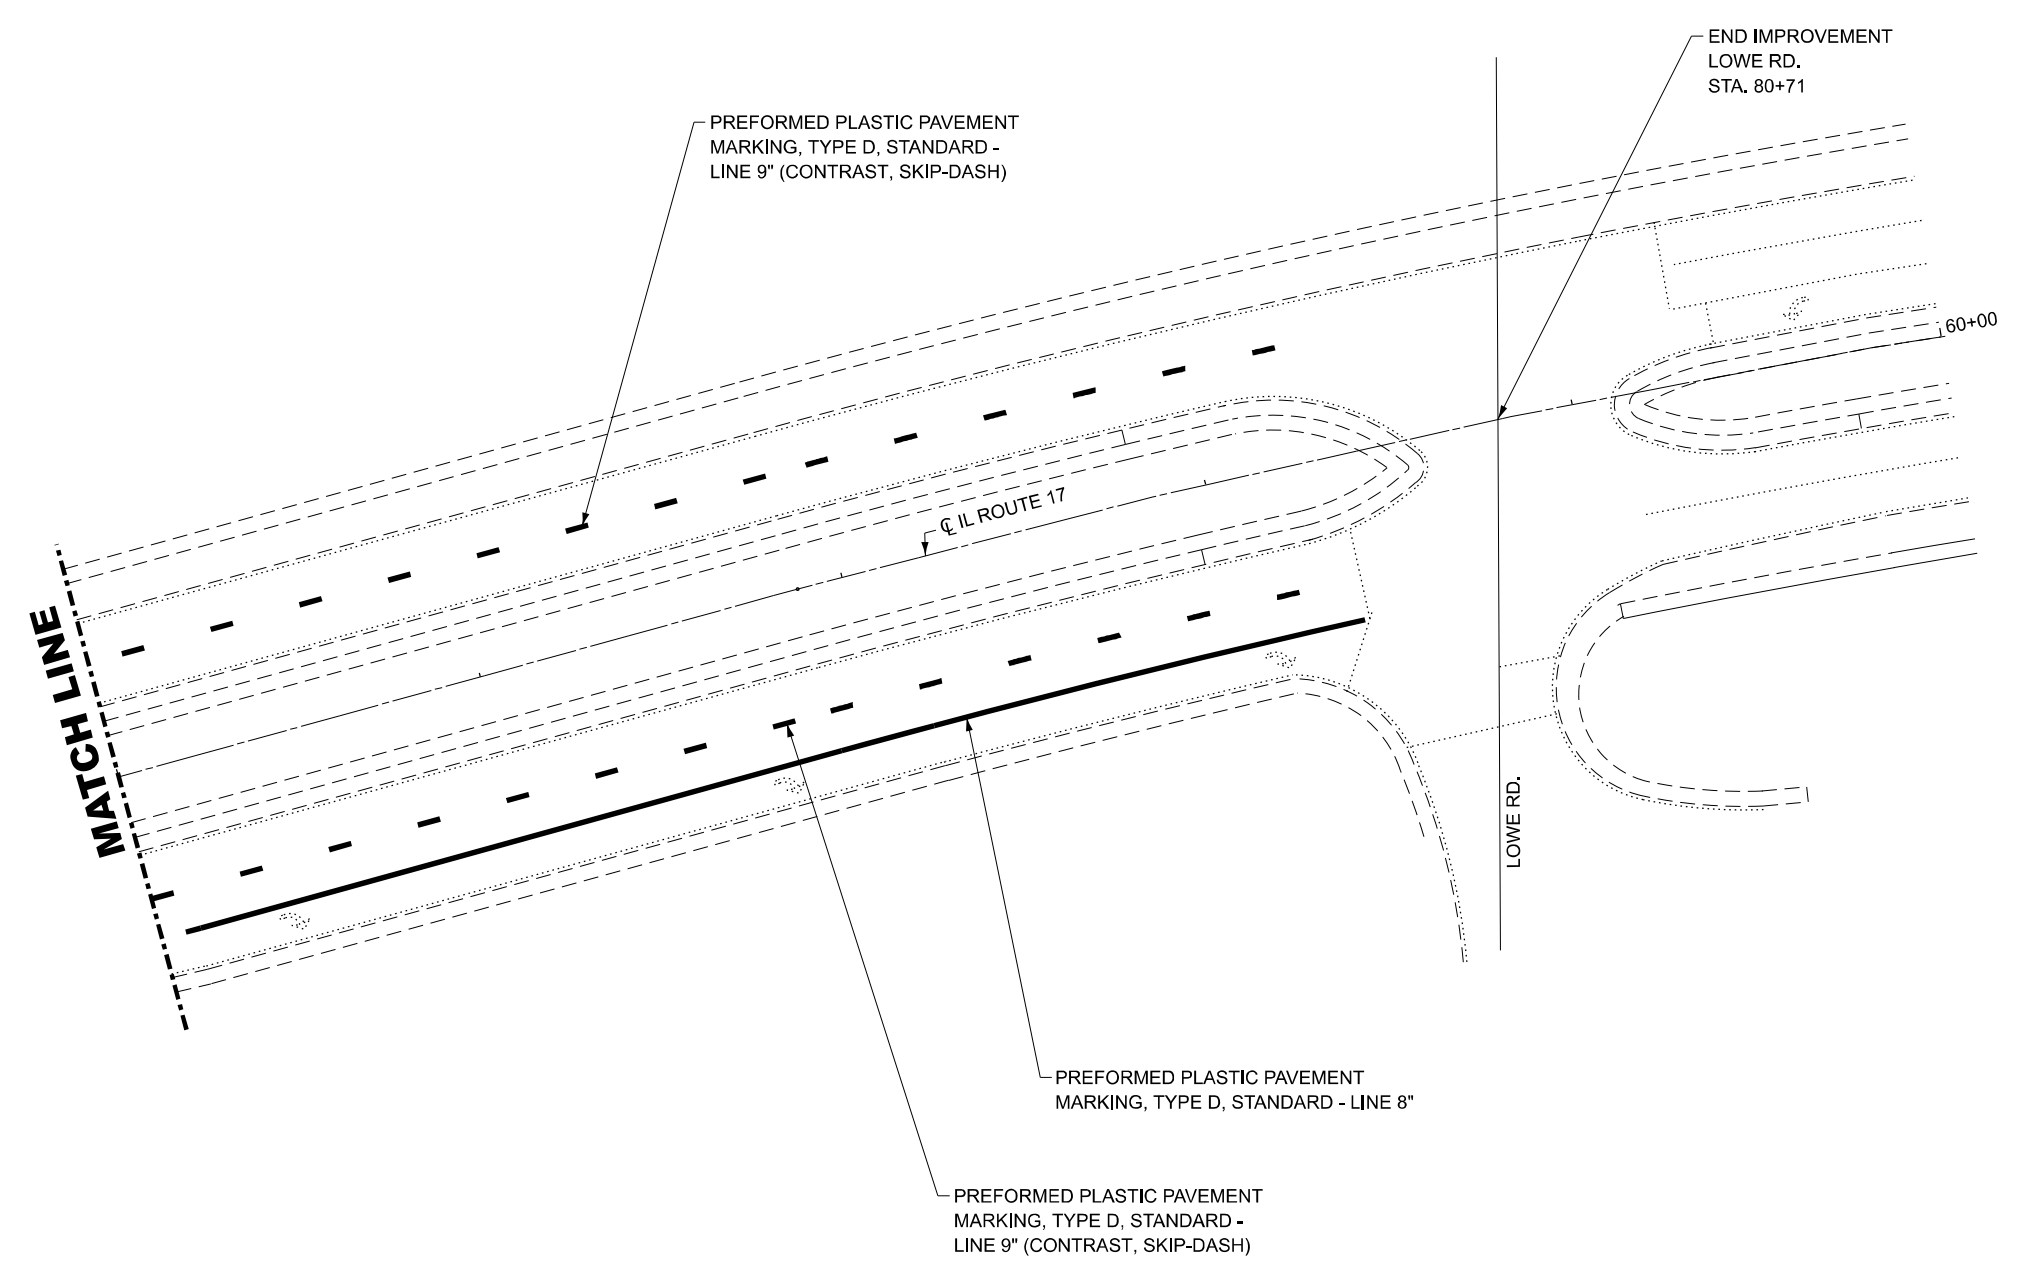 END IMPROVEMENT
LOWE RD.
STA. 80+71
PREFORMED PLASTIC PAVEMENT
MARKING, TYPE D, STANDARD -
LINE 9" (CONTRAST, SKIP-DASH)
60+00
℄ IL ROUTE 17
MATCH LINE
LOWE RD.
PREFORMED PLASTIC PAVEMENT
MARKING, TYPE D, STANDARD - LINE 8"
PREFORMED PLASTIC PAVEMENT
MARKING, TYPE D, STANDARD -
LINE 9" (CONTRAST, SKIP-DASH)